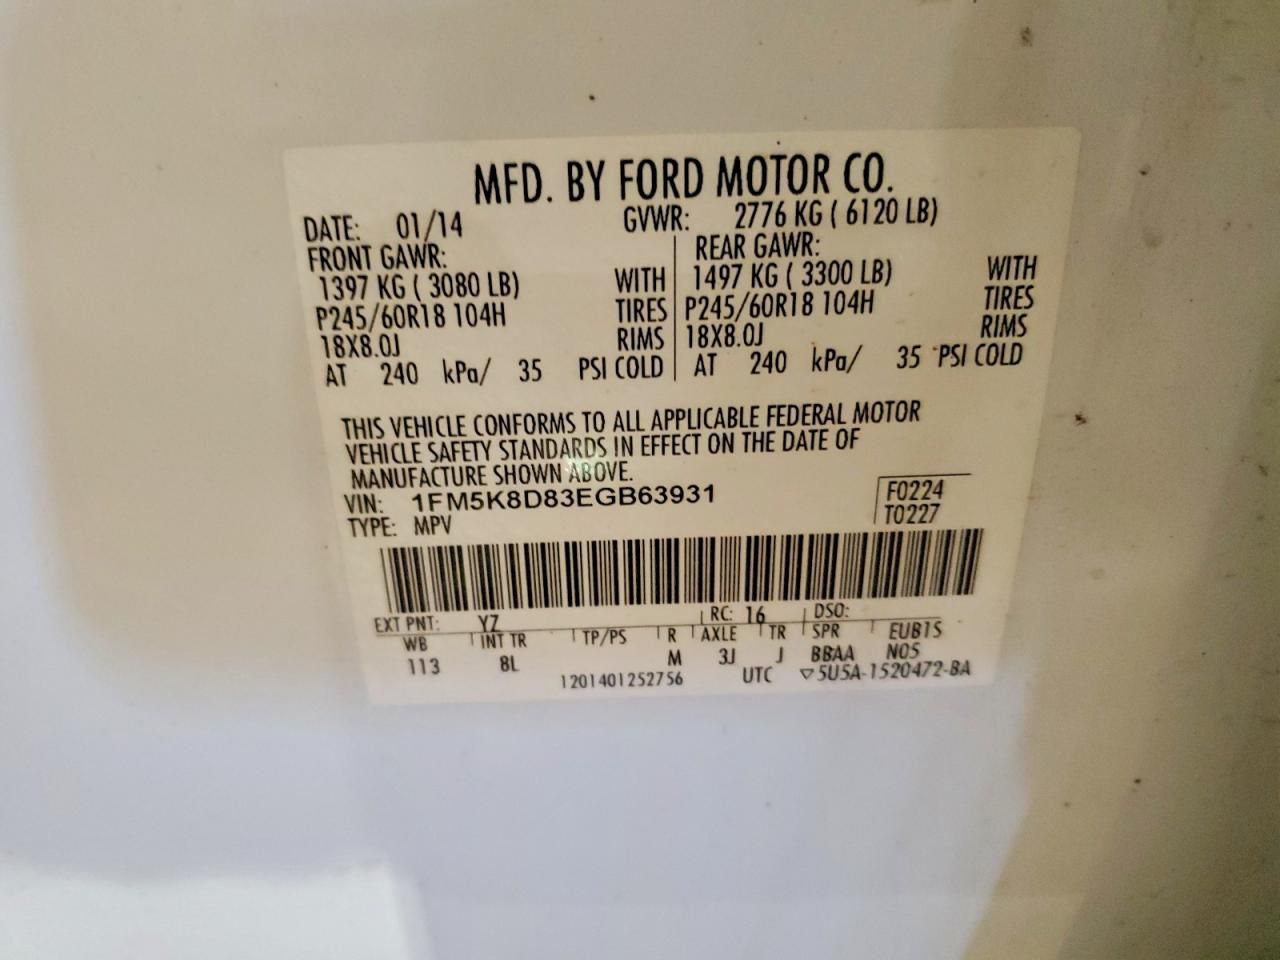 MFD. BY FORD MOTOR CO.
DATE: 01/14 GVWR: 2776 KG ( 6120 LB)
FRONT GAWR: REAR GAWR:
1397 KG ( 3080 LB) WITH 1497 KG ( 3300 LB) WITH
P245/60R18 104H TIRES P245/60R18 104H TIRES
18X8.0J RIMS 18X8.0J RIMS
AT 240 kPa/ 35 PSI COLD AT 240 kPa/ 35 PSI COLD
THIS VEHICLE CONFORMS TO ALL APPLICABLE FEDERAL MOTOR
VEHICLE SAFETY STANDARDS IN EFFECT ON THE DATE OF
MANUFACTURE SHOWN ABOVE.
VIN: 1FM5K8D83EGB63931 F0224
TYPE: MPV T0227
EXT PNT: YZ RC: 16 DSO:
WB INT TR TP/PS R AXLE TR SPR EUB1S
113 8L M 3J J BBAA N05
1201401252756 UTC ▽5U5A-1520472-BA